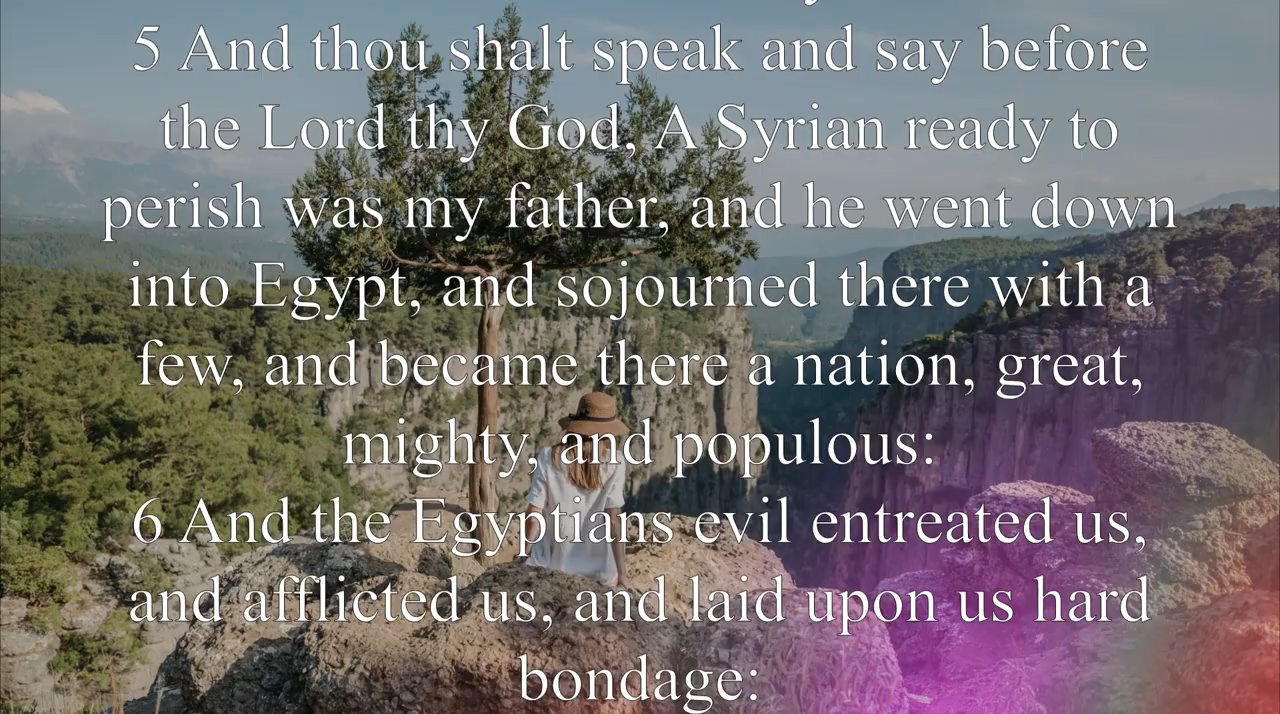 5 And thou shalt speak and say before
the Lord thy God, A Syrian ready to
perish was my father, and he went down
into Egypt, and sojourned there with a
few, and became there a nation, great,
mighty, and populous:
6 And the Egyptians evil entreated us,
and afflicted us, and laid upon us hard
bondage: